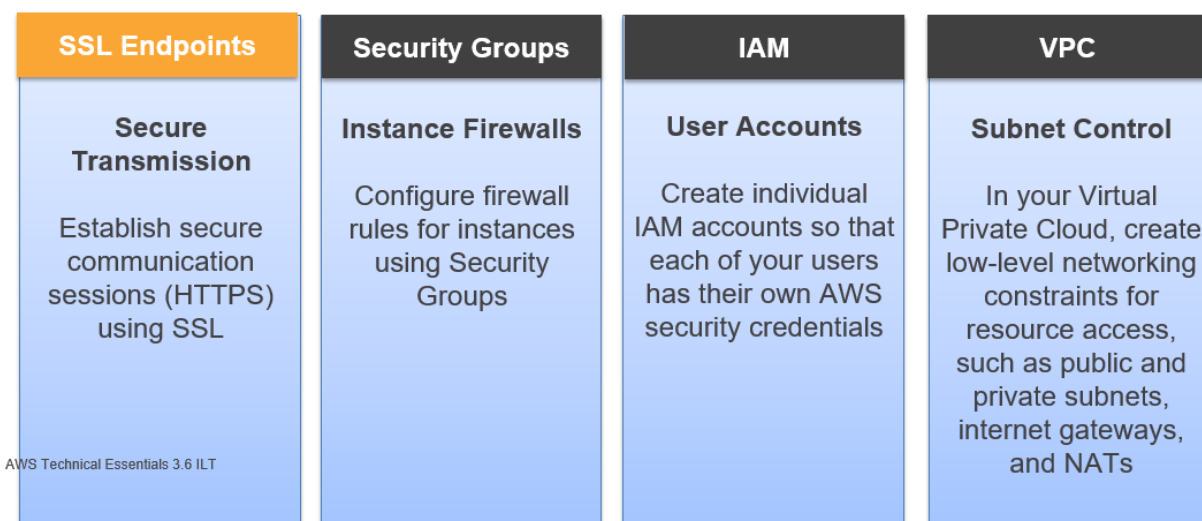 SSL Endpoints
Secure
Transmission
Establish secure
communication
sessions (HTTPS)
using SSL
Security Groups
Instance Firewalls
Configure firewall
rules for instances
using Security
Groups
IAM
User Accounts
Create individual
IAM accounts so that
each of your users
has their own AWS
security credentials
VPC
Subnet Control
In your Virtual
Private Cloud, create
low-level networking
constraints for
resource access,
such as public and
private subnets,
internet gateways,
and NATs
AWS Technical Essentials 3.6 ILT